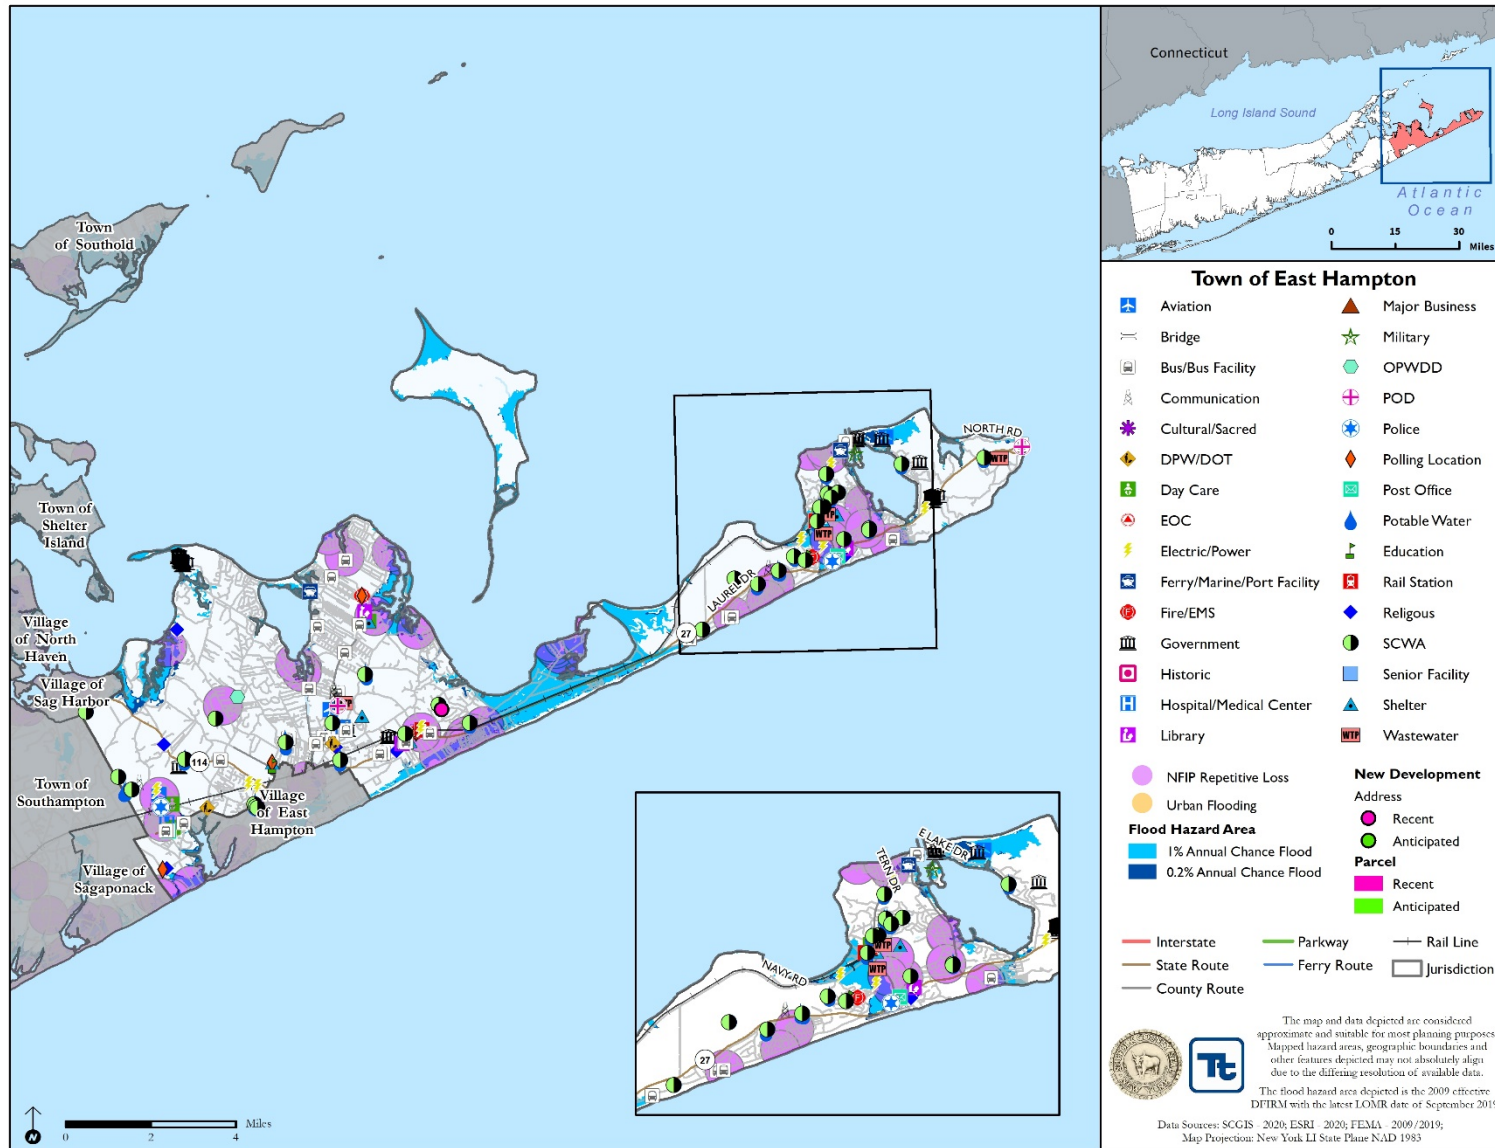 Connecticut
Long Island Sound
Atlantic
Ocean
0 15 30
Miles
Town
of Southold
Town of
Shelter
Island
Village
of North
Haven
Village of
Sag Harbor
Town of
Southampton
Village
of East
Hampton
Village of
Sagaponack
114
27
LAUREL DR
NORTH RD
WTP
WTP
WTP
Town of East Hampton
Aviation
Bridge
Bus/Bus Facility
Communication
Cultural/Sacred
DPW/DOT
Day Care
EOC
Electric/Power
Ferry/Marine/Port Facility
Fire/EMS
Government
Historic
Hospital/Medical Center
Library
Major Business
Military
OPWDD
POD
Police
Polling Location
Post Office
Potable Water
Education
Rail Station
Religous
SCWA
Senior Facility
Shelter
WTP Wastewater
NFIP Repetitive Loss
Urban Flooding
Flood Hazard Area
1% Annual Chance Flood
0.2% Annual Chance Flood
New Development
Address
Recent
Anticipated
Parcel
Recent
Anticipated
Interstate
State Route
County Route
Parkway
Ferry Route
Rail Line
Jurisdiction
E LAKE DR
TERN DR
NAVY RD
WTP
WTP
27
N
0 2 4
Miles
Tt
The map and data depicted are considered
approximate and suitable for most planning purposes
Mapped hazard areas, geographic boundaries and
other features depicted may not absolutely align
due to the differing resolution of available data.
The flood hazard area depicted is the 2009 effective
DFIRM with the latest LOMR date of September 2019
Data Sources: SCGIS - 2020; ESRI - 2020; FEMA - 2009/2019;
Map Projection: New York LI State Plane NAD 1983